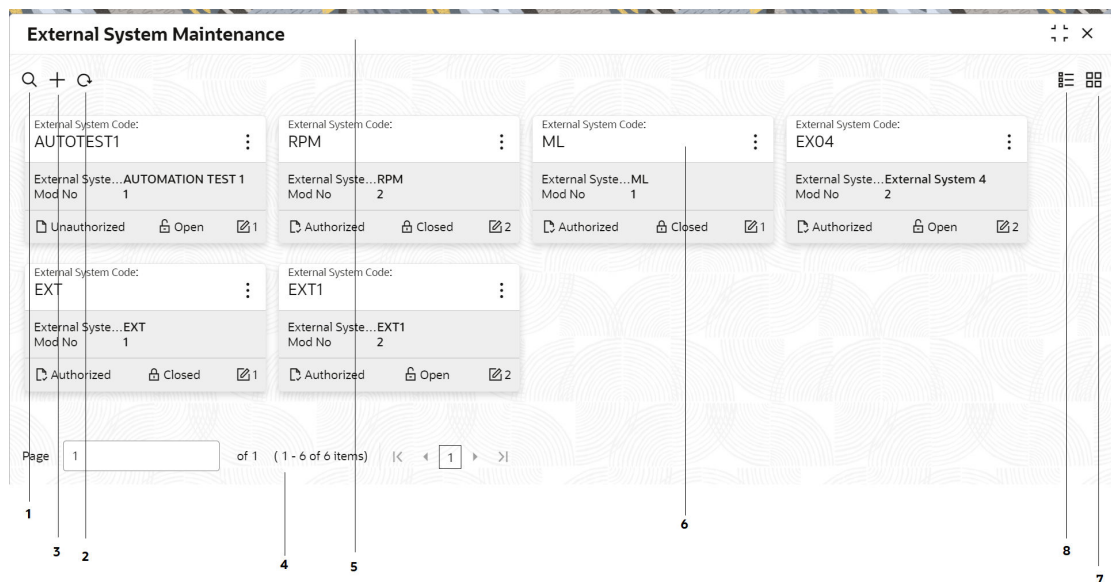 External System Maintenance
External System Code:
AUTOTEST1
External Syste...AUTOMATION TEST 1
Mod No 1
Unauthorized Open 1
External System Code:
RPM
External Syste...RPM
Mod No 2
Authorized Closed 2
External System Code:
ML
External Syste...ML
Mod No 1
Authorized Closed 1
External System Code:
EX04
External Syste...External System 4
Mod No 2
Authorized Open 2
External System Code:
EXT
External Syste...EXT
Mod No 1
Authorized Closed 1
External System Code:
EXT1
External Syste...EXT1
Mod No 2
Authorized Open 2
Page 1 of 1 (1 - 6 of 6 items) 1
1
3
2
4
5
6
8
7